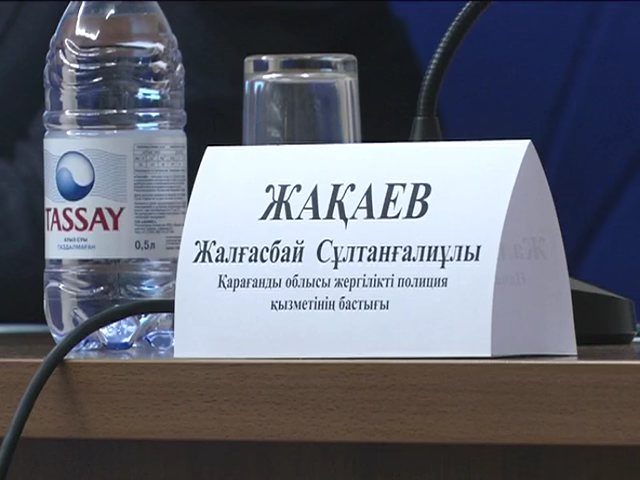 TASSAY
0,5л
ЖАҚАЕВ
Жалғасбай Сұлтанғалиұлы
Қарағанды облысы жергілікті полиция
қызметінің бастығы